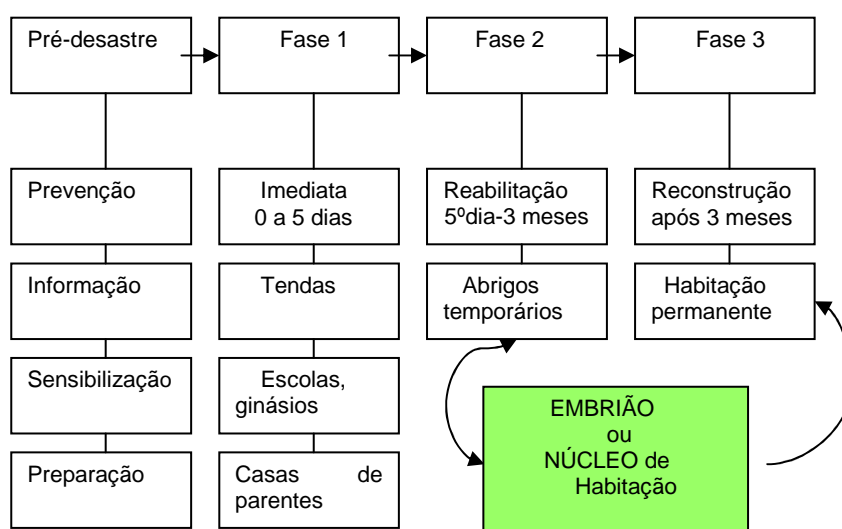 Pré-desastre
Fase 1
Fase 2
Fase 3
Prevenção
Imediata
0 a 5 dias
Reabilitação
5ºdia-3 meses
Reconstrução
após 3 meses
Informação
Tendas
Abrigos
temporários
Habitação
permanente
Sensibilização
Escolas,
ginásios
EMBRIÃO
ou
NÚCLEO de
Habitação
Preparação
Casas de
parentes